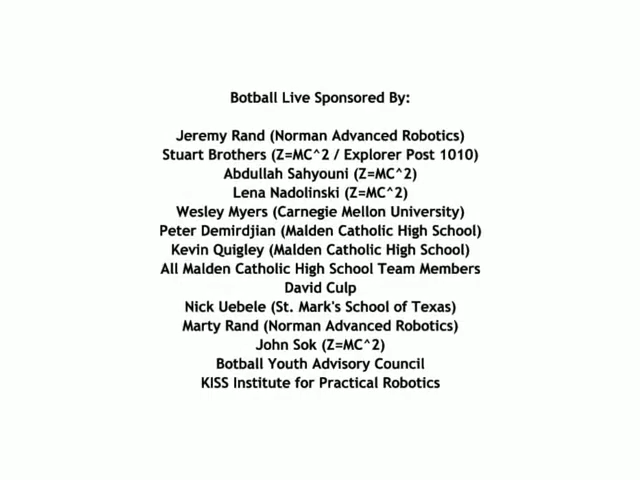 Botball Live Sponsored By:
Jeremy Rand (Norman Advanced Robotics)
Stuart Brothers (Z=MC^2 / Explorer Post 1010)
Abdullah Sahyouni (Z=MC^2)
Lena Nadolinski (Z=MC^2)
Wesley Myers (Carnegie Mellon University)
Peter Demirdjian (Malden Catholic High School)
Kevin Quigley (Malden Catholic High School)
All Malden Catholic High School Team Members
David Culp
Nick Uebele (St. Mark's School of Texas)
Marty Rand (Norman Advanced Robotics)
John Sok (Z=MC^2)
Botball Youth Advisory Council
KISS Institute for Practical Robotics